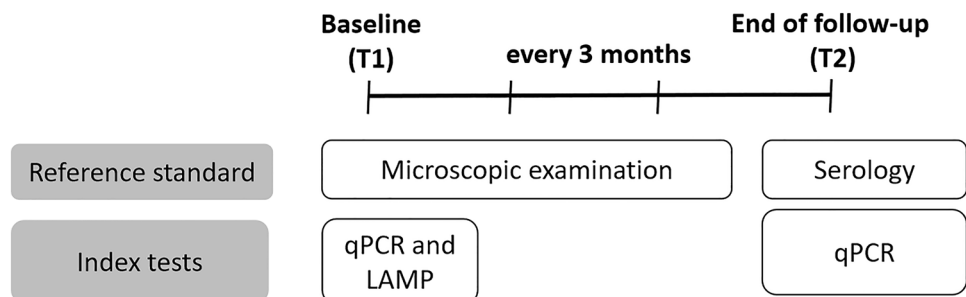 Baseline
(T1)
every 3 months
End of follow-up
(T2)
Reference standard
Microscopic examination
Serology
Index tests
qPCR and
LAMP
qPCR